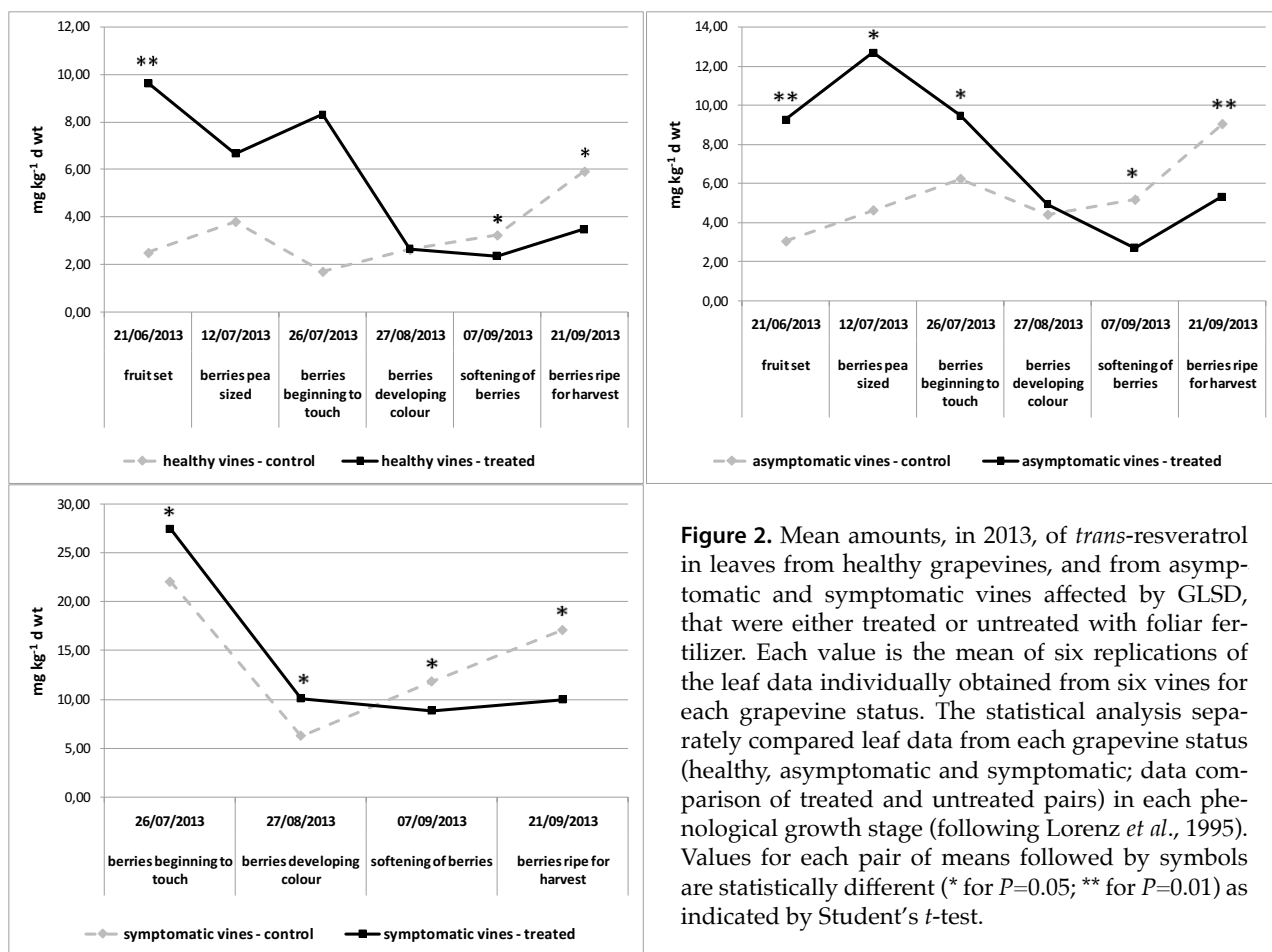 12,00
10,00
8,00
6,00
4,00
2,00
0,00
mg kg⁻¹ d wt
**
*
*
21/06/2013 12/07/2013 26/07/2013 27/08/2013 07/09/2013 21/09/2013
fruit set berries pea sized berries beginning to touch berries developing colour softening of berries berries ripe for harvest
healthy vines - control healthy vines - treated
14,00
12,00
10,00
8,00
6,00
4,00
2,00
0,00
mg kg⁻¹ d wt
**
*
*
*
**
21/06/2013 12/07/2013 26/07/2013 27/08/2013 07/09/2013 21/09/2013
fruit set berries pea sized berries beginning to touch berries developing colour softening of berries berries ripe for harvest
asymptomatic vines - control asymptomatic vines - treated
30,00
25,00
20,00
15,00
10,00
5,00
0,00
mg kg⁻¹ d wt
*
*
*
*
26/07/2013 27/08/2013 07/09/2013 21/09/2013
berries beginning to touch berries developing colour softening of berries berries ripe for harvest
symptomatic vines - control symptomatic vines - treated
Figure 2. Mean amounts, in 2013, of trans-resveratrol
in leaves from healthy grapevines, and from asymp-
tomatic and symptomatic vines affected by GLSD,
that were either treated or untreated with foliar fer-
tilizer. Each value is the mean of six replications of
the leaf data individually obtained from six vines for
each grapevine status. The statistical analysis sepa-
rately compared leaf data from each grapevine status
(healthy, asymptomatic and symptomatic; data com-
parison of treated and untreated pairs) in each phe-
nological growth stage (following Lorenz et al., 1995).
Values for each pair of means followed by symbols
are statistically different (* for P=0.05; ** for P=0.01) as
indicated by Student's t-test.